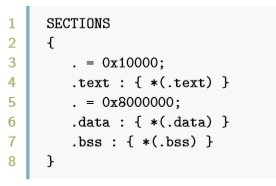 1 SECTIONS
2 {
3     . = 0x10000;
4     .text : { *(.text) }
5     . = 0x8000000;
6     .data : { *(.data) }
7     .bss : { *(.bss) }
8 }